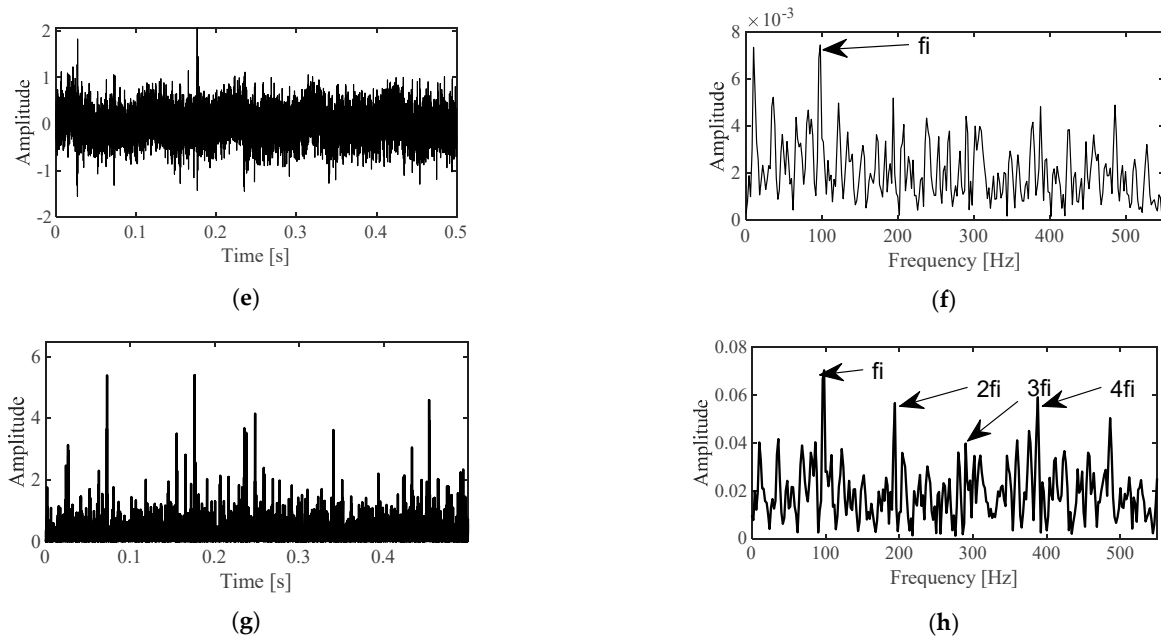 2
1
0
-1
-2
Amplitude
0
0.1
0.2
0.3
0.4
0.5
Time [s]
(e)
×10-3
8
6
4
2
0
Amplitude
fi
0
100
200
300
400
500
Frequency [Hz]
(f)
6
4
2
0
Amplitude
0
0.1
0.2
0.3
0.4
Time [s]
(g)
0.08
0.06
0.04
0.02
0
Amplitude
fi
2fi
3fi
4fi
0
100
200
300
400
500
Frequency [Hz]
(h)